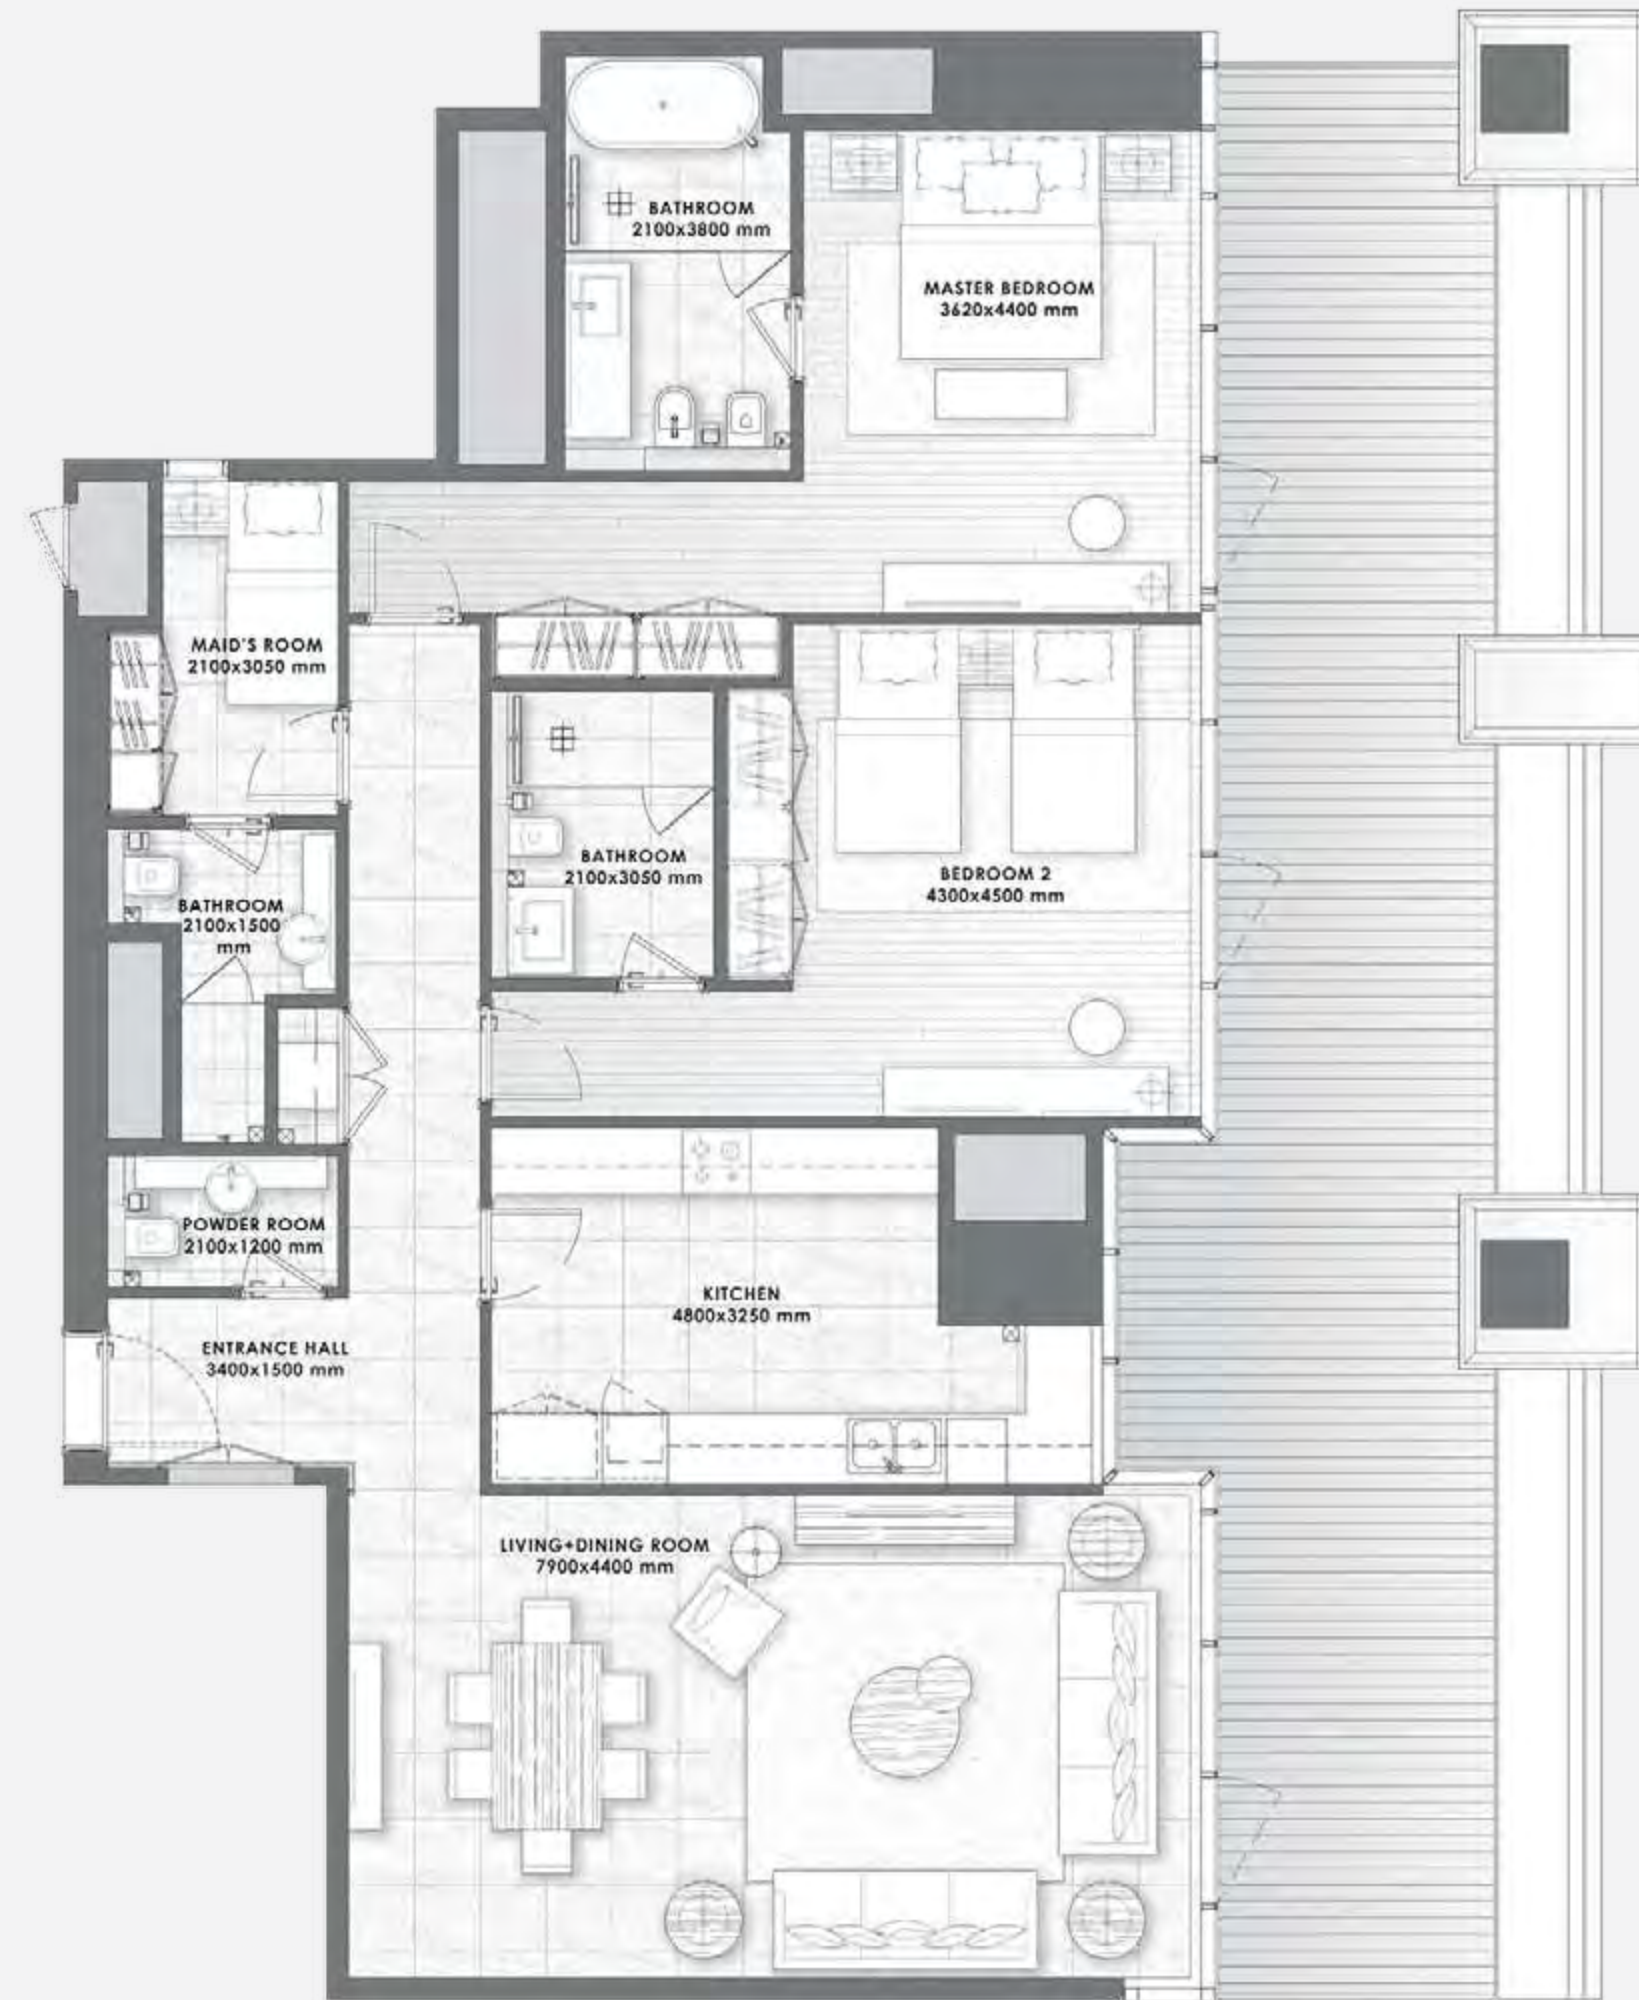 BATHROOM
2100x3800 mm
MASTER BEDROOM
3620x4400 mm
MAID'S ROOM
2100x3050 mm
BATHROOM
2100x3050 mm
BEDROOM 2
4300x4500 mm
BATHROOM
2100x1500
mm
POWDER ROOM
2100x1200 mm
KITCHEN
4800x3250 mm
ENTRANCE HALL
3400x1500 mm
LIVING+DINING ROOM
7900x4400 mm